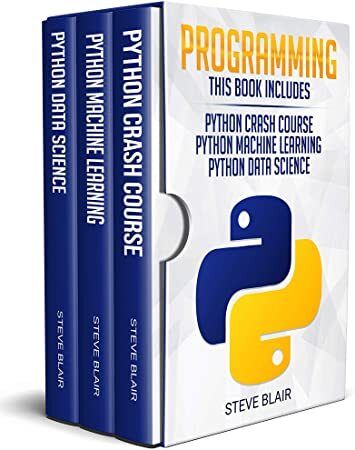 PYTHON DATA SCIENCE
STEVE BLAIR
PYTHON MACHINE LEARNING
STEVE BLAIR
PYTHON CRASH COURSE
STEVE BLAIR
PROGRAMMING
THIS BOOK INCLUDES
PYTHON CRASH COURSE
PYTHON MACHINE LEARNING
PYTHON DATA SCIENCE
STEVE BLAIR